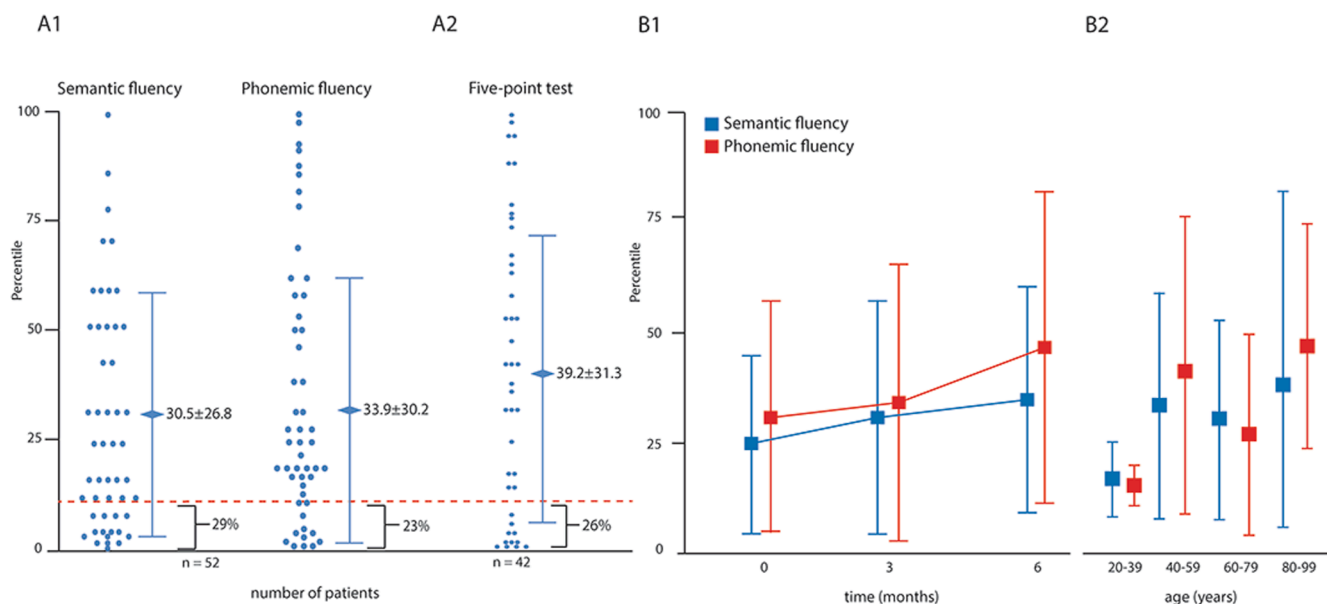 A1
A2
B1
B2
Semantic fluency
Phonemic fluency
Five-point test
Percentile
100
75
50
25
0
30.5±26.8
33.9±30.2
39.2±31.3
29%
23%
26%
n = 52
n = 42
number of patients
Percentile
100
75
50
25
0
Semantic fluency
Phonemic fluency
0
3
6
time (months)
20-39
40-59
60-79
80-99
age (years)